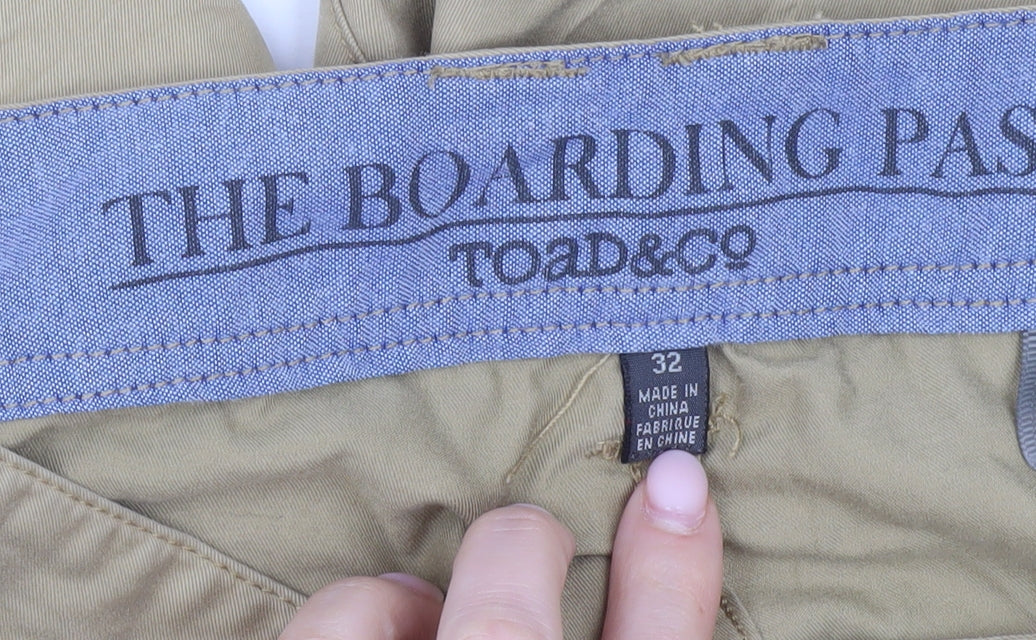 THE BOARDING PAS
TOaD&CO
32
MADE IN
CHINA
FABRIQUE
EN CHINE